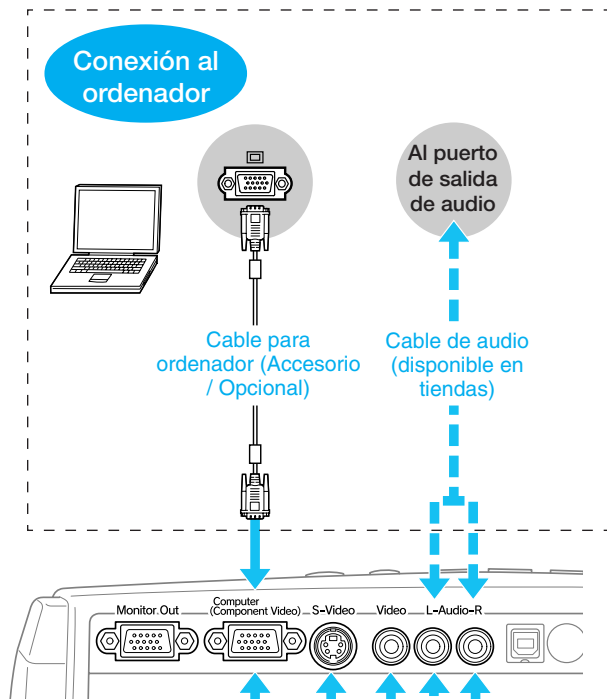 Conexión al
ordenador
Al puerto
de salida
de audio
Cable para
ordenador (Accesorio
/ Opcional)
Cable de audio
(disponible en
tiendas)
Monitor Out
Computer
(Component Video)
S-Video
Video
L-Audio-R